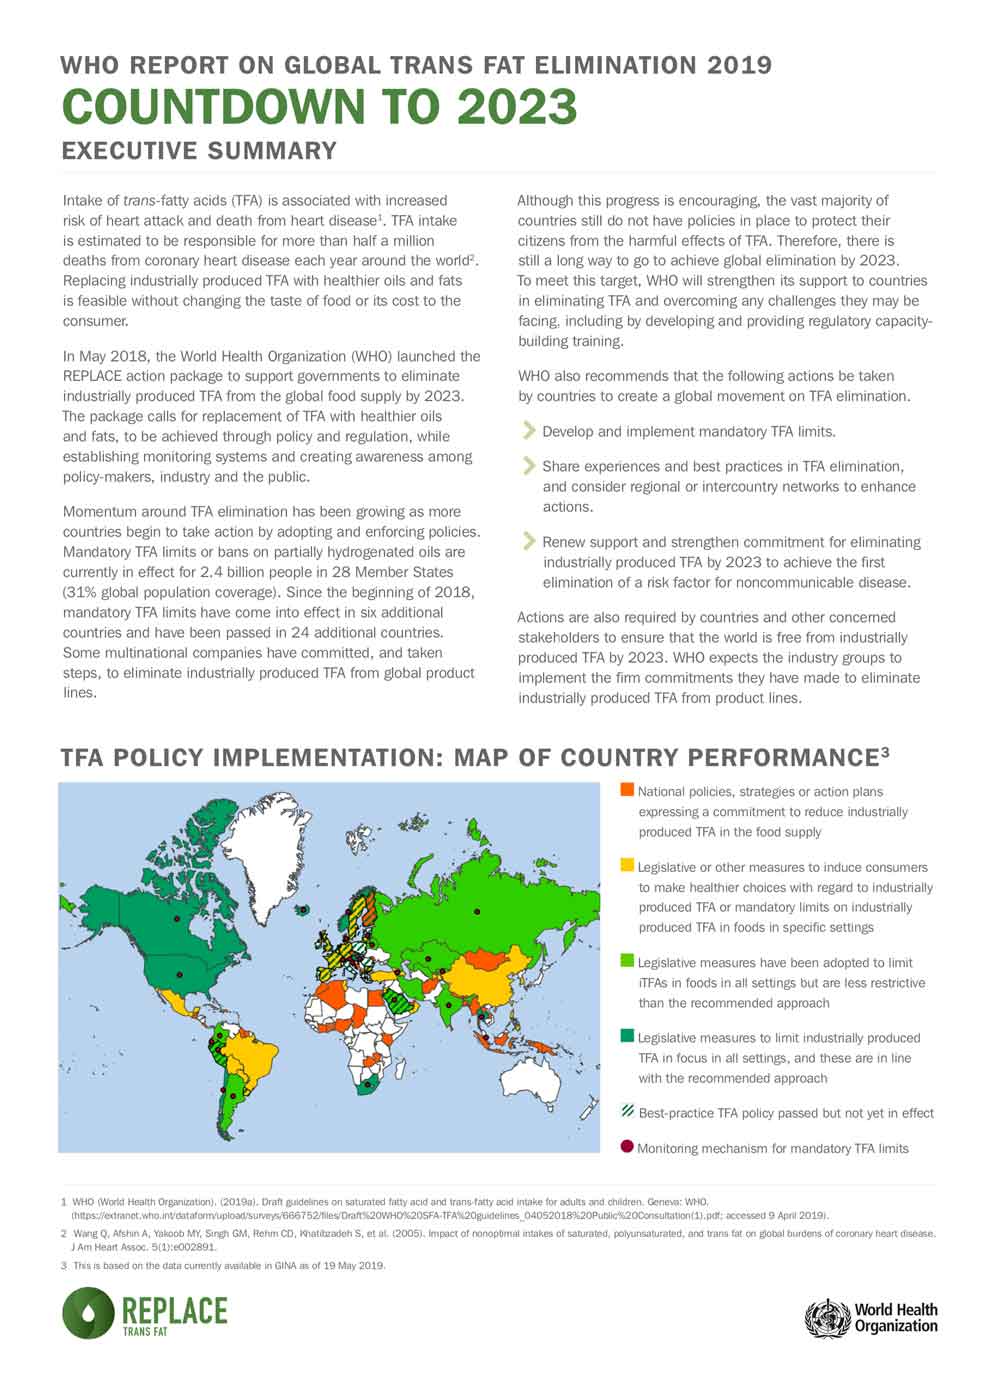 WHO REPORT ON GLOBAL TRANS FAT ELIMINATION 2019
COUNTDOWN TO 2023
EXECUTIVE SUMMARY
Intake of trans-fatty acids (TFA) is associated with increased
risk of heart attack and death from heart disease1. TFA intake
is estimated to be responsible for more than half a million
deaths from coronary heart disease each year around the world2.
Replacing industrially produced TFA with healthier oils and fats
is feasible without changing the taste of food or its cost to the
consumer.
In May 2018, the World Health Organization (WHO) launched the
REPLACE action package to support governments to eliminate
industrially produced TFA from the global food supply by 2023.
The package calls for replacement of TFA with healthier oils
and fats, to be achieved through policy and regulation, while
establishing monitoring systems and creating awareness among
policy-makers, industry and the public.
Momentum around TFA elimination has been growing as more
countries begin to take action by adopting and enforcing policies.
Mandatory TFA limits or bans on partially hydrogenated oils are
currently in effect for 2.4 billion people in 28 Member States
(31% global population coverage). Since the beginning of 2018,
mandatory TFA limits have come into effect in six additional
countries and have been passed in 24 additional countries.
Some multinational companies have committed, and taken
steps, to eliminate industrially produced TFA from global product
lines.
Although this progress is encouraging, the vast majority of
countries still do not have policies in place to protect their
citizens from the harmful effects of TFA. Therefore, there is
still a long way to go to achieve global elimination by 2023.
To meet this target, WHO will strengthen its support to countries
in eliminating TFA and overcoming any challenges they may be
facing, including by developing and providing regulatory capacity-
building training.
WHO also recommends that the following actions be taken
by countries to create a global movement on TFA elimination.
Develop and implement mandatory TFA limits.
Share experiences and best practices in TFA elimination,
and consider regional or intercountry networks to enhance
actions.
Renew support and strengthen commitment for eliminating
industrially produced TFA by 2023 to achieve the first
elimination of a risk factor for noncommunicable disease.
Actions are also required by countries and other concerned
stakeholders to ensure that the world is free from industrially
produced TFA by 2023. WHO expects the industry groups to
implement the firm commitments they have made to eliminate
industrially produced TFA from product lines.
TFA POLICY IMPLEMENTATION: MAP OF COUNTRY PERFORMANCE3
National policies, strategies or action plans
expressing a commitment to reduce industrially
produced TFA in the food supply
Legislative or other measures to induce consumers
to make healthier choices with regard to industrially
produced TFA or mandatory limits on industrially
produced TFA in foods in specific settings
Legislative measures have been adopted to limit
iTFAs in foods in all settings but are less restrictive
than the recommended approach
Legislative measures to limit industrially produced
TFA in focus in all settings, and these are in line
with the recommended approach
Best-practice TFA policy passed but not yet in effect
Monitoring mechanism for mandatory TFA limits
1 WHO (World Health Organization). (2019a). Draft guidelines on saturated fatty acid and trans-fatty acid intake for adults and children. Geneva: WHO.
(https://extranet.who.int/dataform/upload/surveys/666752/files/Draft%20WHO%20SFA-TFA%20guidelines_04052018%20Public%20Consultation(1).pdf; accessed 9 April 2019).
2 Wang Q, Afshin A, Yakoob MY, Singh GM, Rehm CD, Khatibzadeh S, et al. (2005). Impact of nonoptimal intakes of saturated, polyunsaturated, and trans fat on global burdens of coronary heart disease.
J Am Heart Assoc. 5(1):e002891.
3 This is based on the data currently available in GINA as of 19 May 2019.
REPLACE
TRANS FAT
World Health
Organization